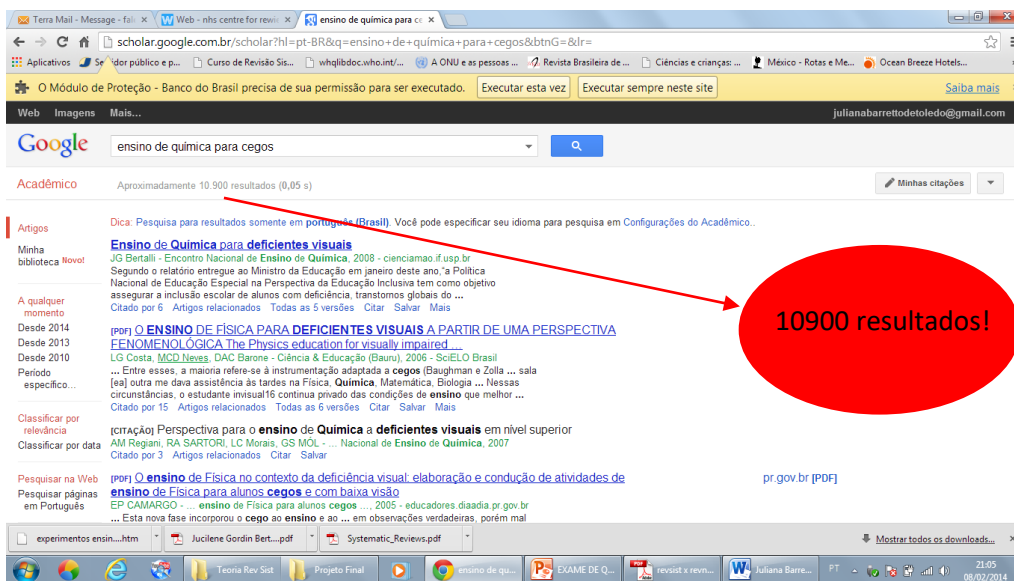 Terra Mail - Message - fale
Web - nhs centre for rewie
ensino de química para ce
scholar.google.com.br/scholar?hl=pt-BR&q=ensino+de+química+para+cegos&btnG=&lr=
Aplicativos
Servidor público e p...
Curso de Revisão Sis...
whqlibdoc.who.int/...
A ONU e as pessoas ...
Revista Brasileira de ...
Ciências e crianças: ...
México - Rotas e Me...
Ocean Breeze Hotels...
O Módulo de Proteção - Banco do Brasil precisa de sua permissão para ser executado.
Executar esta vez
Executar sempre neste site
Saiba mais
Web Imagens Mais...
julianabarrettodetoledo@gmail.com
Google
ensino de química para cegos
Acadêmico
Aproximadamente 10.900 resultados (0,05 s)
Minhas citações
Artigos
Minha
biblioteca Novo!
A qualquer
momento
Desde 2014
Desde 2013
Desde 2010
Período
específico...
Classificar por
relevância
Classificar por data
Pesquisar na Web
Pesquisar páginas
em Português
Dica: Pesquisa para resultados somente em português (Brasil). Você pode especificar seu idioma para pesquisa em Configurações do Acadêmico..
Ensino de Química para deficientes visuais
JG Bertalli - Encontro Nacional de Ensino de Química, 2008 - cienciamao.if.usp.br
Segundo o relatório entregue ao Ministro da Educação em janeiro deste ano,"a Política
Nacional de Educação Especial na Perspectiva da Educação Inclusiva tem como objetivo
assegurar a inclusão escolar de alunos com deficiência, transtornos globais do ...
Citado por 6 Artigos relacionados Todas as 5 versões Citar Salvar Mais
[PDF] O ENSINO DE FÍSICA PARA DEFICIENTES VISUAIS A PARTIR DE UMA PERSPECTIVA
FENOMENOLÓGICA The Physics education for visually impaired ...
LG Costa, MCD Neves, DAC Barone - Ciência & Educação (Bauru), 2006 - SciELO Brasil
... Entre esses, a maioria refere-se à instrumentação adaptada a cegos (Baughman e Zolla ... sala
[ea] outra me dava assistência às tardes na Física, Química, Matemática, Biologia ... Nessas
circunstâncias, o estudante invisual16 continua privado das condições de ensino que melhor ...
Citado por 15 Artigos relacionados Todas as 6 versões Citar Salvar Mais
[CITAÇÃO] Perspectiva para o ensino de Química a deficientes visuais em nível superior
AM Regiani, RA SARTORI, LC Morais, GS MÓL - ... Nacional de Ensino de Química, 2007
Citado por 3 Artigos relacionados Citar Salvar
[PDF] O ensino de Física no contexto da deficiência visual: elaboração e condução de atividades de
ensino de Física para alunos cegos e com baixa visão
EP CAMARGO - ... ensino de Física para alunos cegos ..., 2005 - educadores.diaadia.pr.gov.br
... Esta nova fase incorporou o cego ao ensino e ao ... em observações verdadeiras, porém mal
pr.gov.br [PDF]
10900 resultados!
experimentos ensin....htm
Jucilene Gordin Bert....pdf
Systematic_Reviews.pdf
Mostrar todos os downloads...
Teoria Rev Sist
Projeto Final
ensino de qu...
EXAME DE Q...
revsist x revn...
Juliana Barre...
PT
21:05
08/02/2014